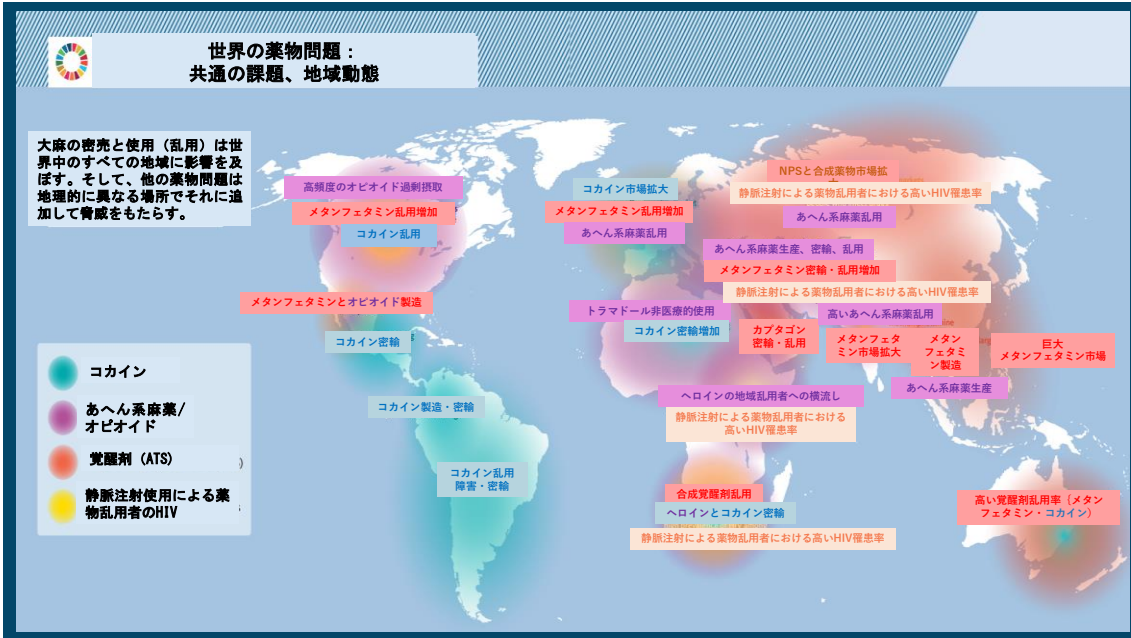 世界の薬物問題：
共通の課題、地域動態
大麻の密売と使用（乱用）は世
界中のすべての地域に影響を及
ぼす。そして、他の薬物問題は
地理的に異なる場所でそれに追
加して脅威をもたらす。
高頻度のオピオイド過剰摂取
メタンフェタミン乱用増加
コカイン乱用
メタンフェタミンとオピオイド製造
コカイン密輸
コカイン製造・密輸
コカイン乱用
障害・密輸
コカイン市場拡大
メタンフェタミン乱用増加
あへん系麻薬乱用
NPSと合成薬物市場拡
静脈注射による薬物乱用者における高いHIV罹患率
あへん系麻薬乱用
あへん系麻薬生産、密輸、乱用
メタンフェタミン密輸・乱用増加
静脈注射による薬物乱用者における高いHIV罹患率
トラマドール非医療的使用
コカイン密輸増加
カプタゴン
密輸・乱用
高いあへん系麻薬乱用
メタンフェタ
ミン市場拡大
メタン
フェタミ
ン製造
巨大
メタンフェタミン市場
あへん系麻薬生産
ヘロインの地域乱用者への横流し
静脈注射による薬物乱用者における
高いHIV罹患率
合成覚醒剤乱用
ヘロインとコカイン密輸
静脈注射による薬物乱用者における高いHIV罹患率
高い覚醒剤乱用率（メタン
フェタミン・コカイン）
コカイン
あへん系麻薬/
オピオイド
覚醒剤（ATS）
静脈注射使用による薬
物乱用者のHIV